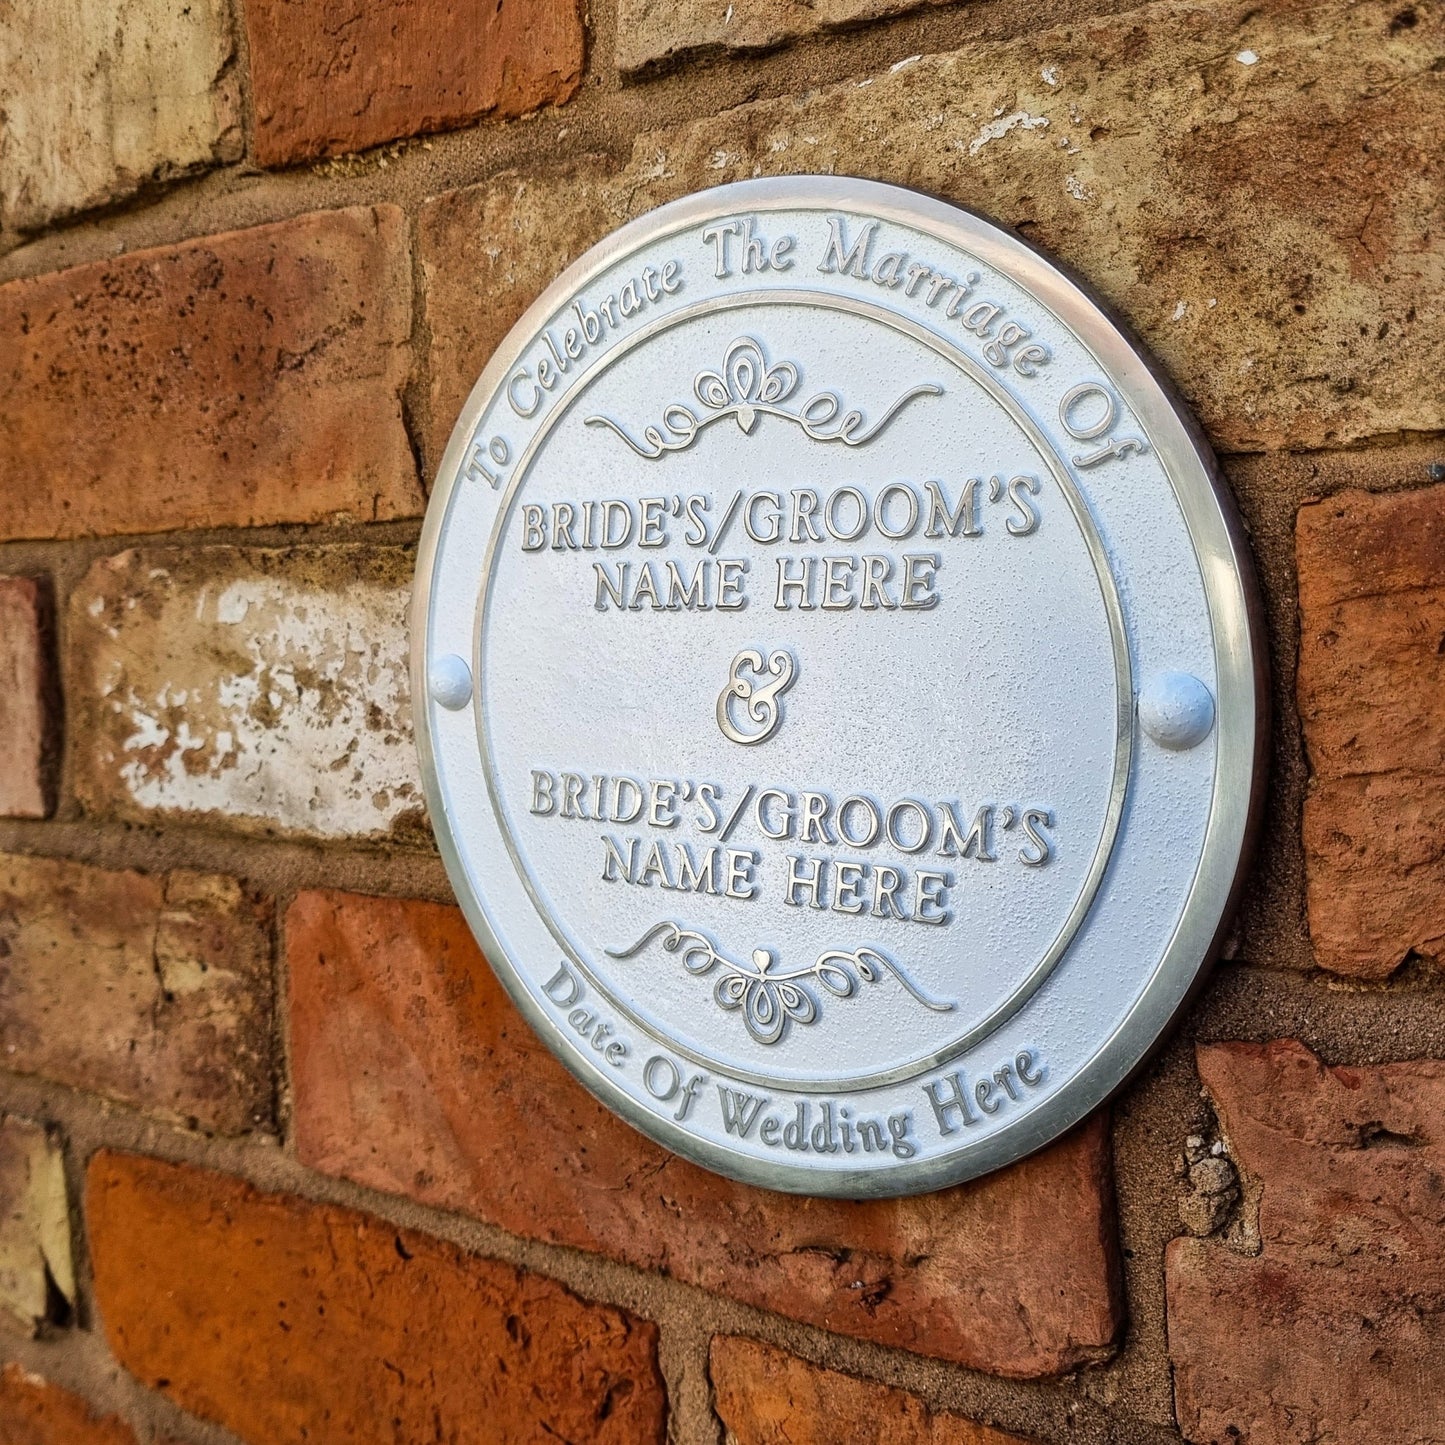 To Celebrate The Marriage Of
BRIDE'S/GROOM'S
NAME HERE
&
BRIDE'S/GROOM'S
NAME HERE
Date Of Wedding Here